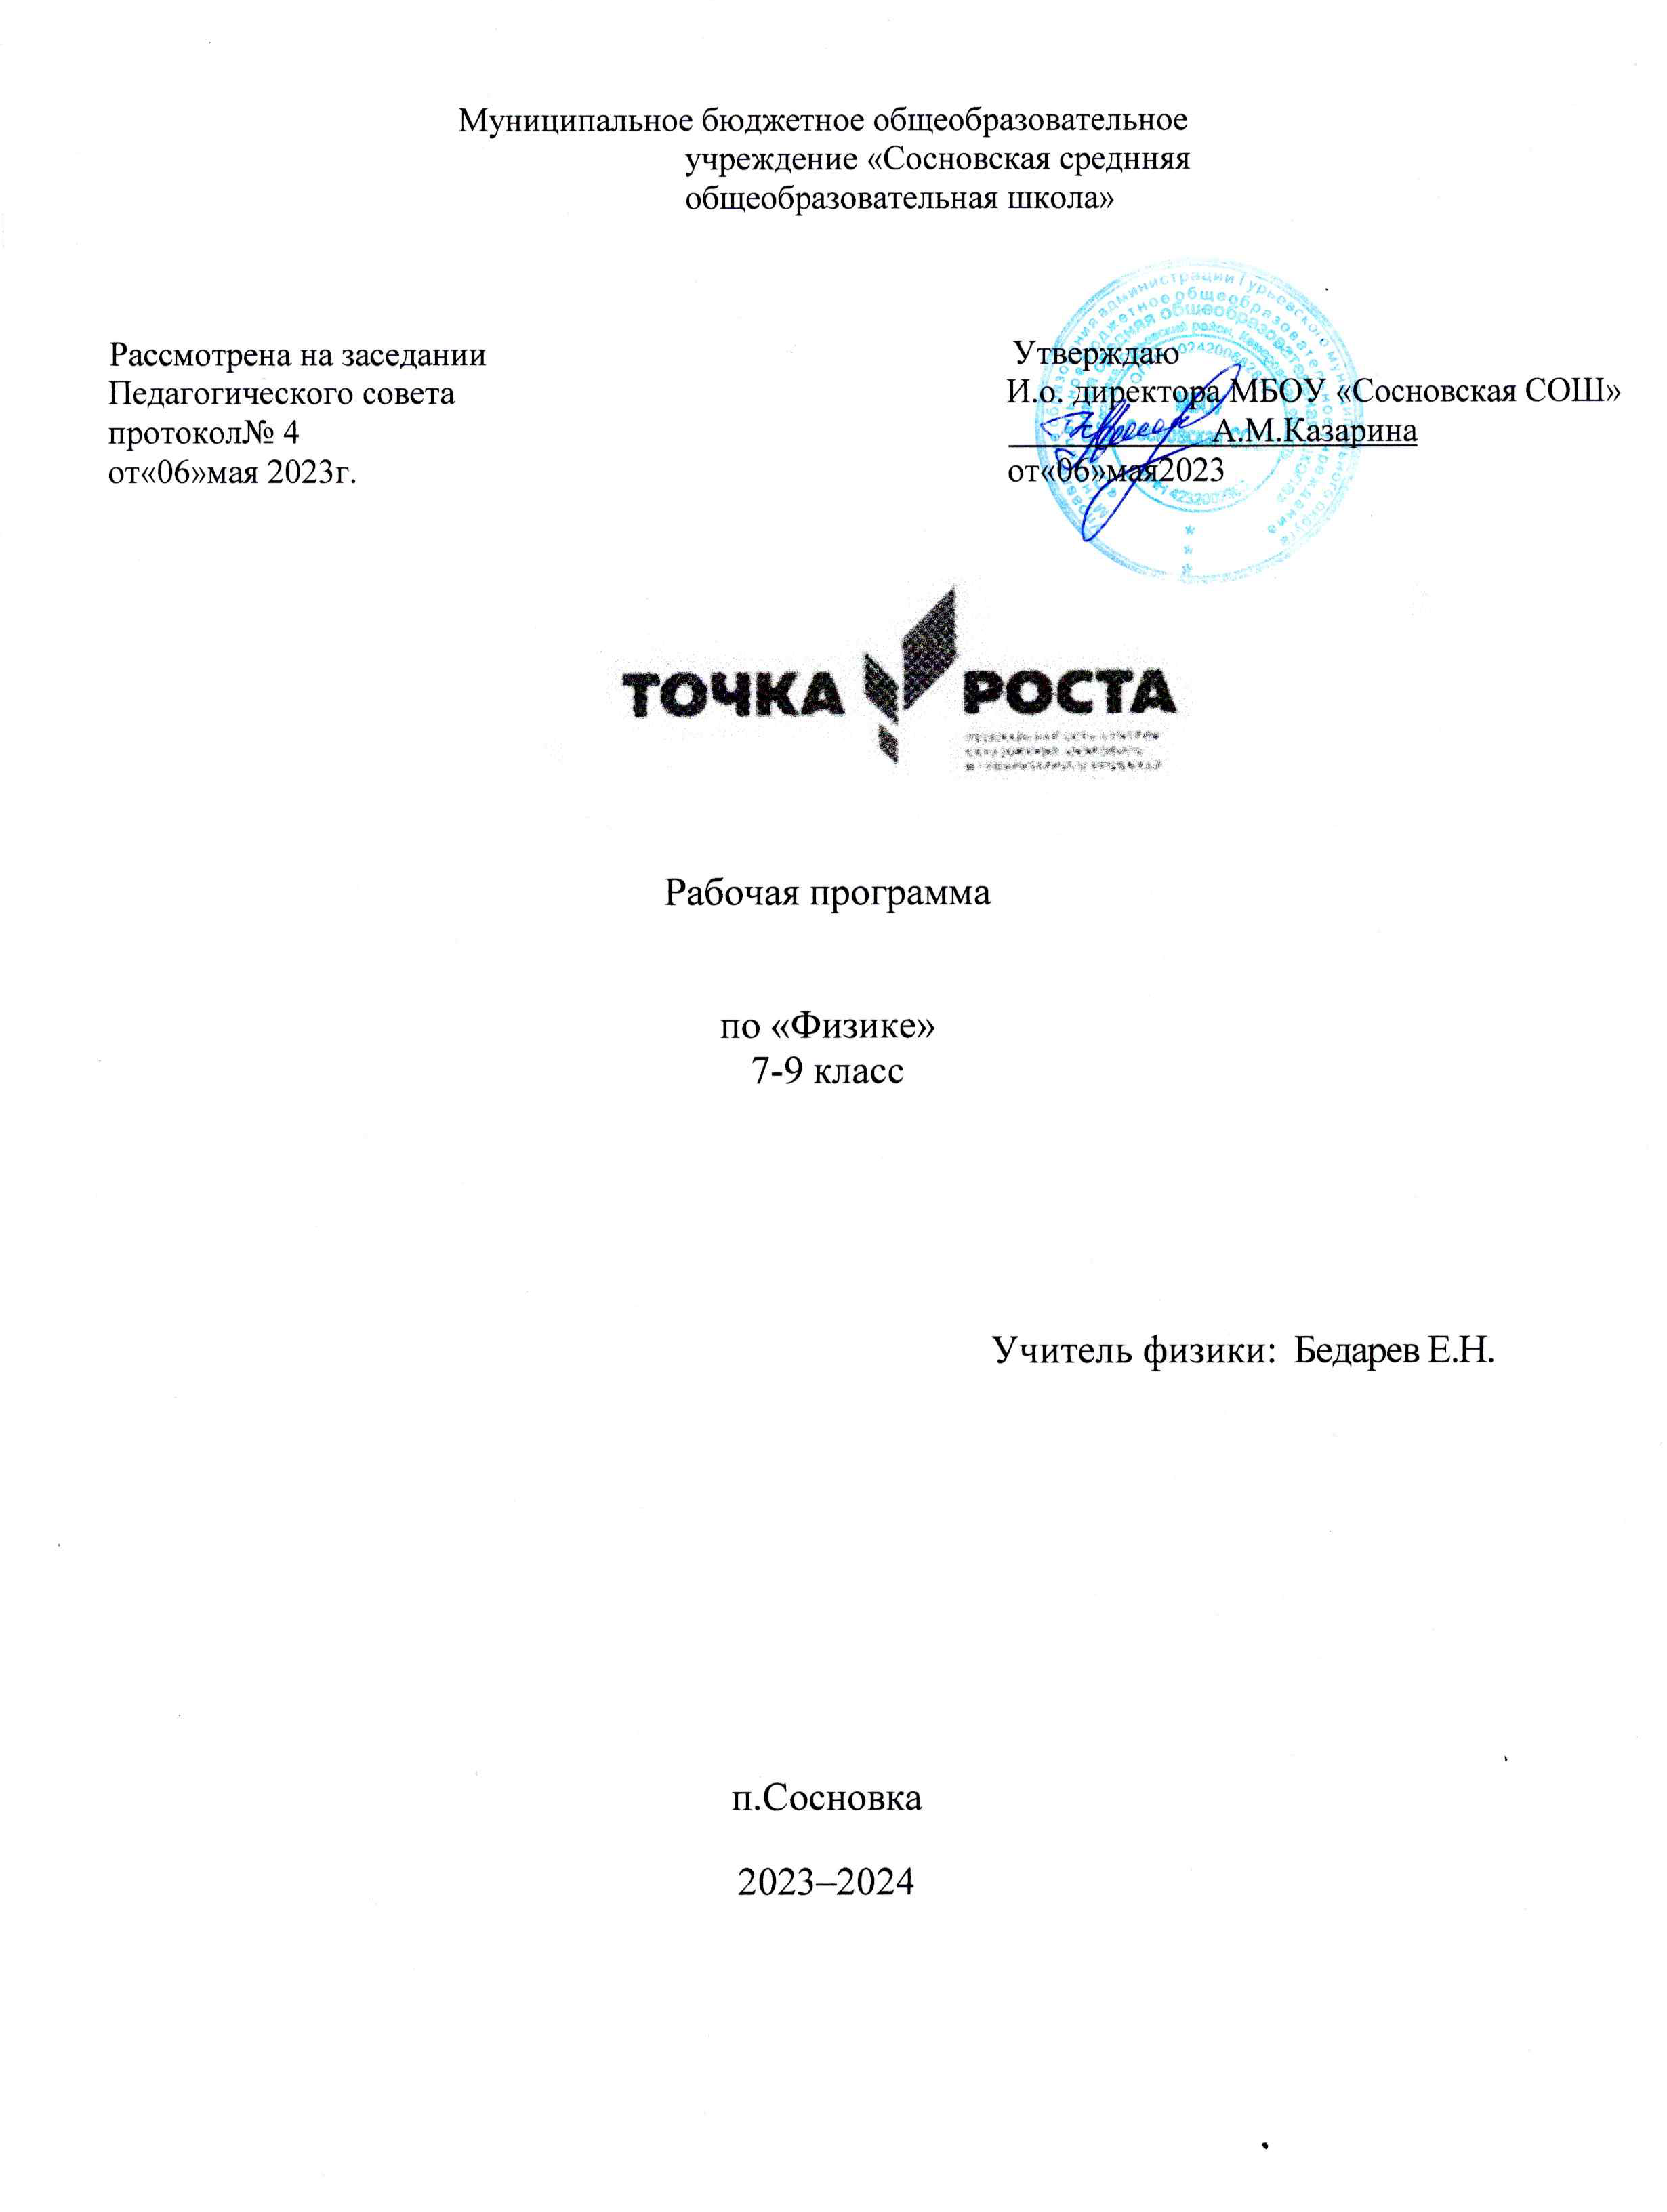 Муниципальное бюджетное общеобразовательное
учреждение «Сосновская среднняя
общеобразовательная школа»
Рассмотрена на заседании
Педагогического совета
протокол№ 4
от«06»мая 2023г.
Утверждаю
И.о. директора МБОУ «Сосновская СОШ»
А.М.Казарина
от«06»мая2023
ТОЧКА РОСТА
Рабочая программа
по «Физике»
7-9 класс
Учитель физики: Бедарев Е.Н.
п.Сосновка
2023–2024